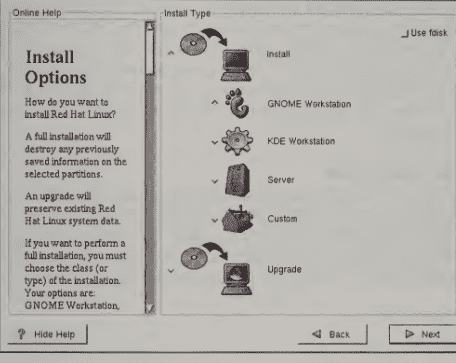 Online Help
Install
Options
How do you want to
install Red Hat Linux?
A full installation will
destroy any previously
saved information on the
selected partitions.
An upgrade will
preserve existing Red
Hat Linux system data.
If you want to perform a
full installation, you must
choose the class (or
type) of the installation.
Your options are:
GNOME Workstation,
Install Type
Use fdisk
Install
GNOME Workstation
KDE Workstation
Server
Custom
Upgrade
? Hide Help
Back
Next